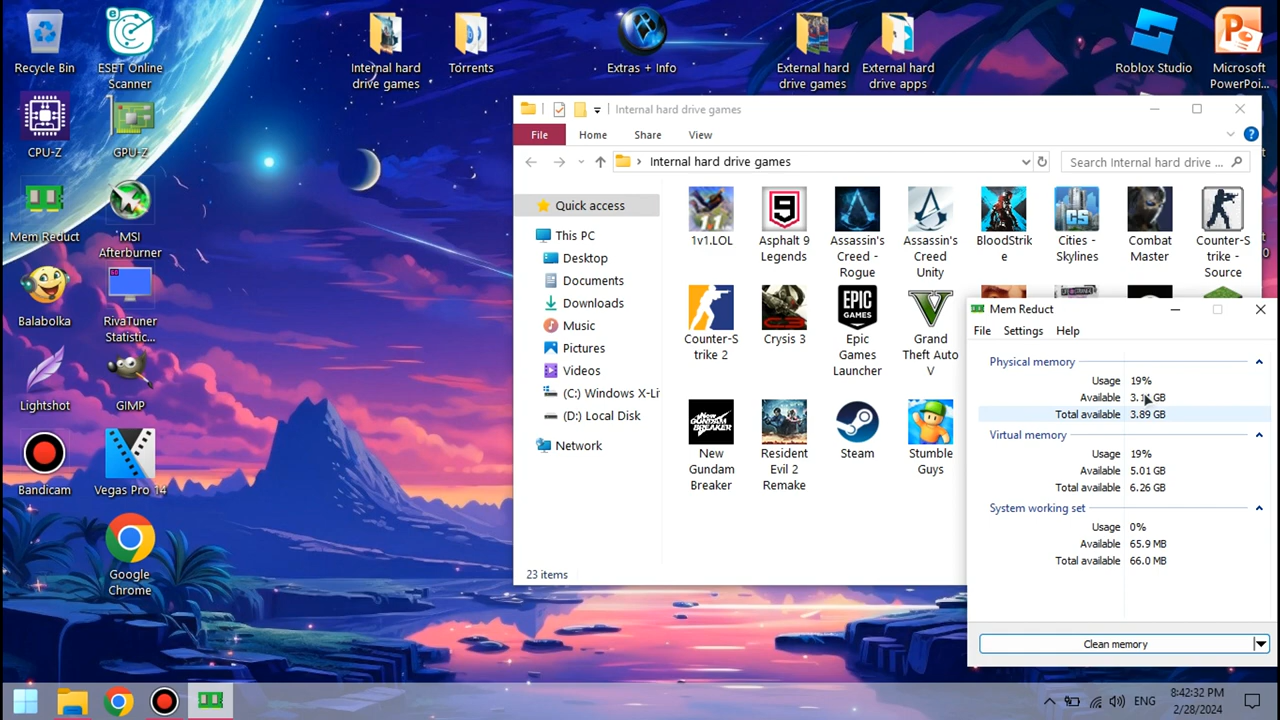 Recycle Bin
ESET Online
Scanner
CPU-Z
GPU-Z
Mem Reduct
MSI
Afterburner
Balabolka
RivaTuner
Statistic...
Lightshot
GIMP
Bandicam
Vegas Pro 14
Google
Chrome
Internal hard
drive games
Torrents
Extras + Info
External hard
drive games
External hard
drive apps
Roblox Studio
Microsoft
PowerPoi...
Internal hard drive games
File
Home
Share
View
Internal hard drive games
Search Internal hard drive ...
Quick access
This PC
Desktop
Documents
Downloads
Music
Pictures
Videos
(C:) Windows X-Li
(D:) Local Disk
Network
1v1.LOL
Asphalt 9
Legends
Assassin's
Creed -
Rogue
Assassin's
Creed
Unity
BloodStrik
e
Cities -
Skylines
Combat
Master
Counter-S
trike -
Source
Counter-S
trike 2
Crysis 3
EPIC
GAMES
Epic
Games
Launcher
Grand
Theft Auto
V
New
Gundam
Breaker
Resident
Evil 2
Remake
Steam
Stumble
Guys
23 items
Mem Reduct
File
Settings
Help
Physical memory
Usage 19%
Available GB
Total available 3.89 GB
Virtual memory
Usage 19%
Available 5.01 GB
Total available 6.26 GB
System working set
Usage 0%
Available 65.9 MB
Total available 66.0 MB
Clean memory
ENG
8:42:32 PM
2/28/2024